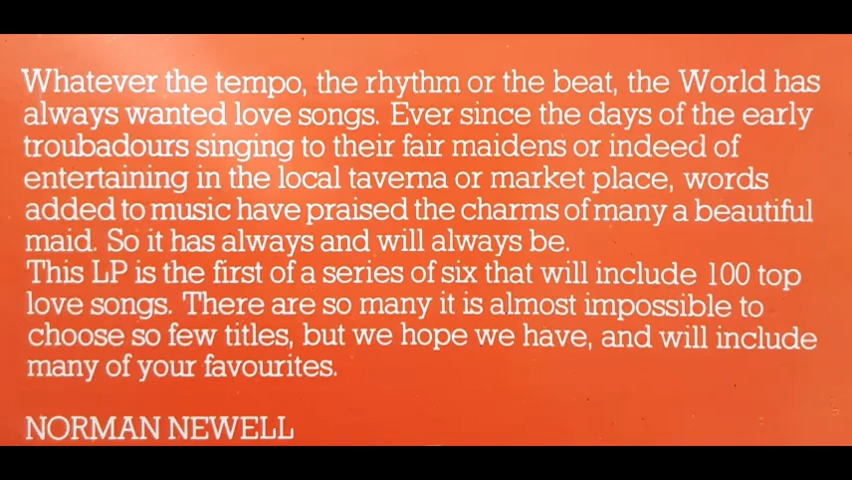 Whatever the tempo, the rhythm or the beat, the World has
always wanted love songs. Ever since the days of the early
troubadours singing to their fair maidens or indeed of
entertaining in the local taverna or market place, words
added to music have praised the charms of many a beautiful
maid. So it has always and will always be.
This LP is the first of a series of six that will include 100 top
love songs. There are so many it is almost impossible to
choose so few titles, but we hope we have, and will include
many of your favourites.
NORMAN NEWELL